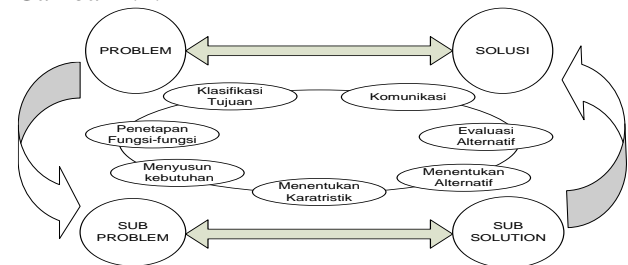 PROBLEM
SOLUSI
Klasifikasi
Tujuan
Komunikasi
Penetapan
Fungsi-fungsi
Evaluasi
Alternatif
Menyusun
kebutuhan
Menentukan
Alternatif
Menentukan
Karatristik
SUB
PROBLEM
SUB
SOLUTION